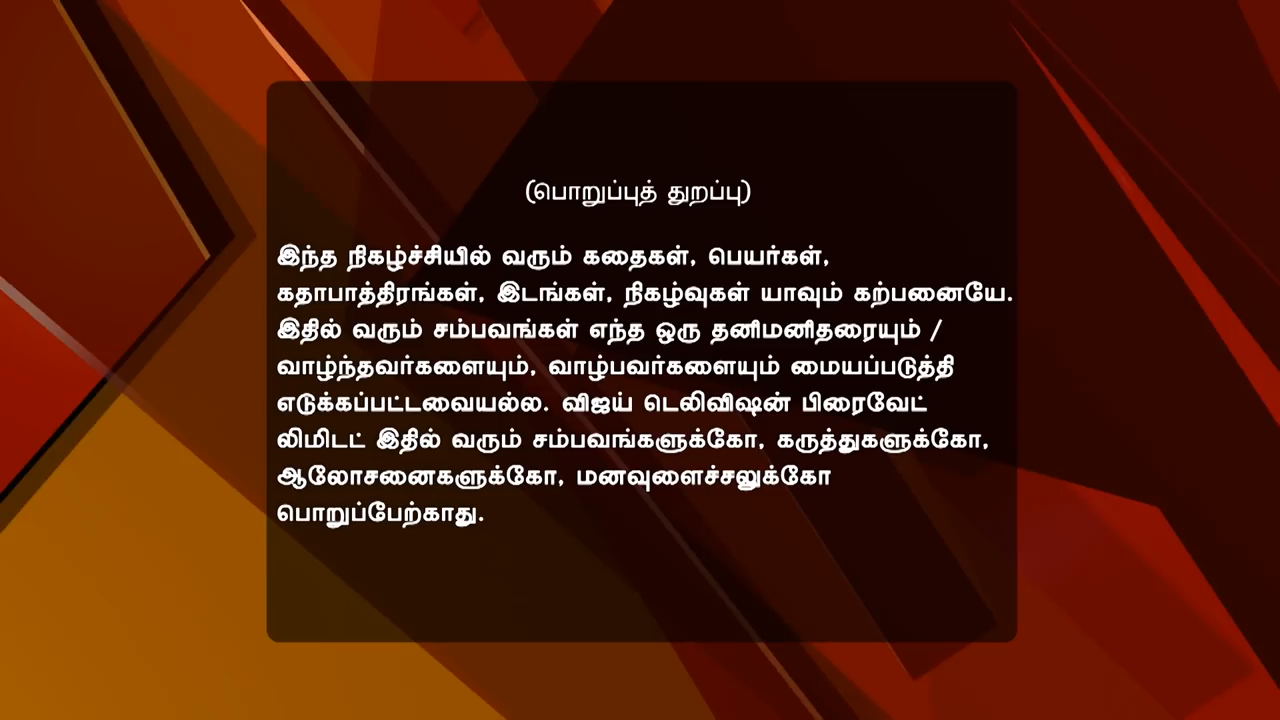 (பொறுப்புத் துறப்பு)
இந்த நிகழ்ச்சியில் வரும் கதைகள், பெயர்கள்,
கதாபாத்திரங்கள், இடங்கள், நிகழ்வுகள் யாவும் கற்பனையே.
இதில் வரும் சம்பவங்கள் எந்த ஒரு தனிமனிதரையும் /
வாழ்ந்தவர்களையும், வாழ்பவர்களையும் மையப்படுத்தி
எடுக்கப்பட்டவையல்ல. விஜய் டெலிவிஷன் பிரைவேட்
லிமிடட் இதில் வரும் சம்பவங்களுக்கோ, கருத்துகளுக்கோ,
ஆலோசனைகளுக்கோ, மனவுளைச்சலுக்கோ
பொறுப்பேற்காது.